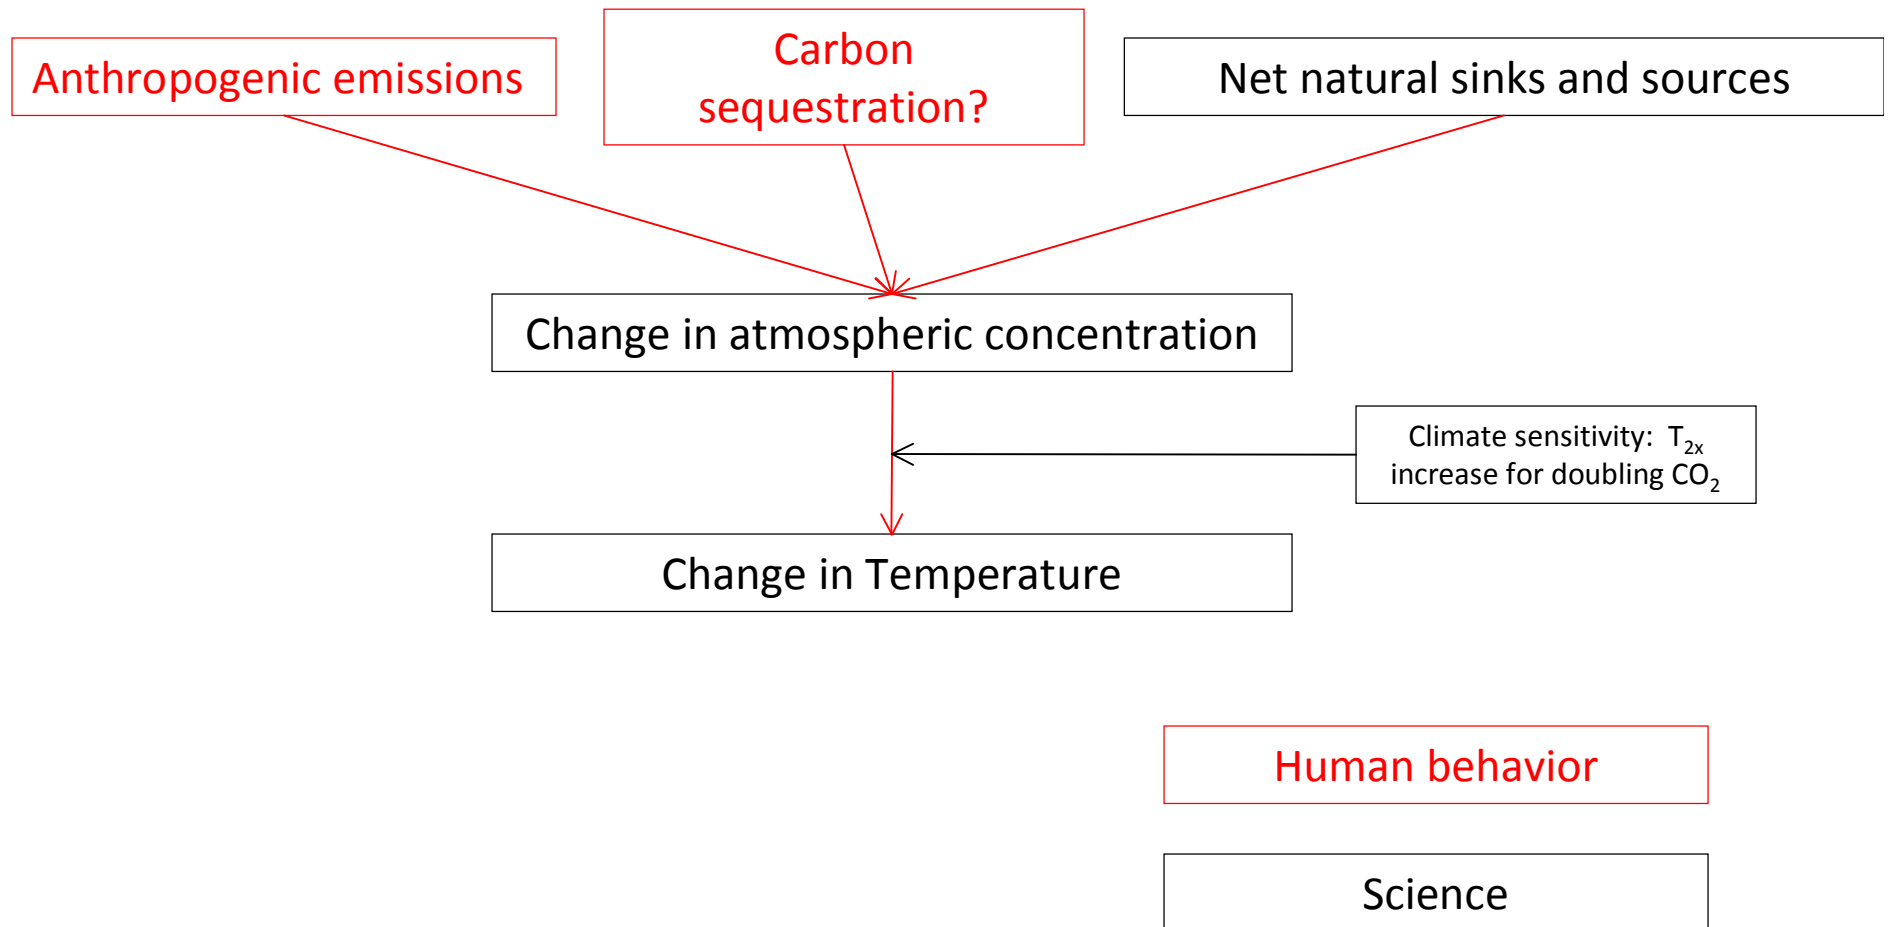 Anthropogenic emissions
Carbon
sequestration?
Net natural sinks and sources
Change in atmospheric concentration
Climate sensitivity: T₂ₓ
increase for doubling CO₂
Change in Temperature
Human behavior
Science